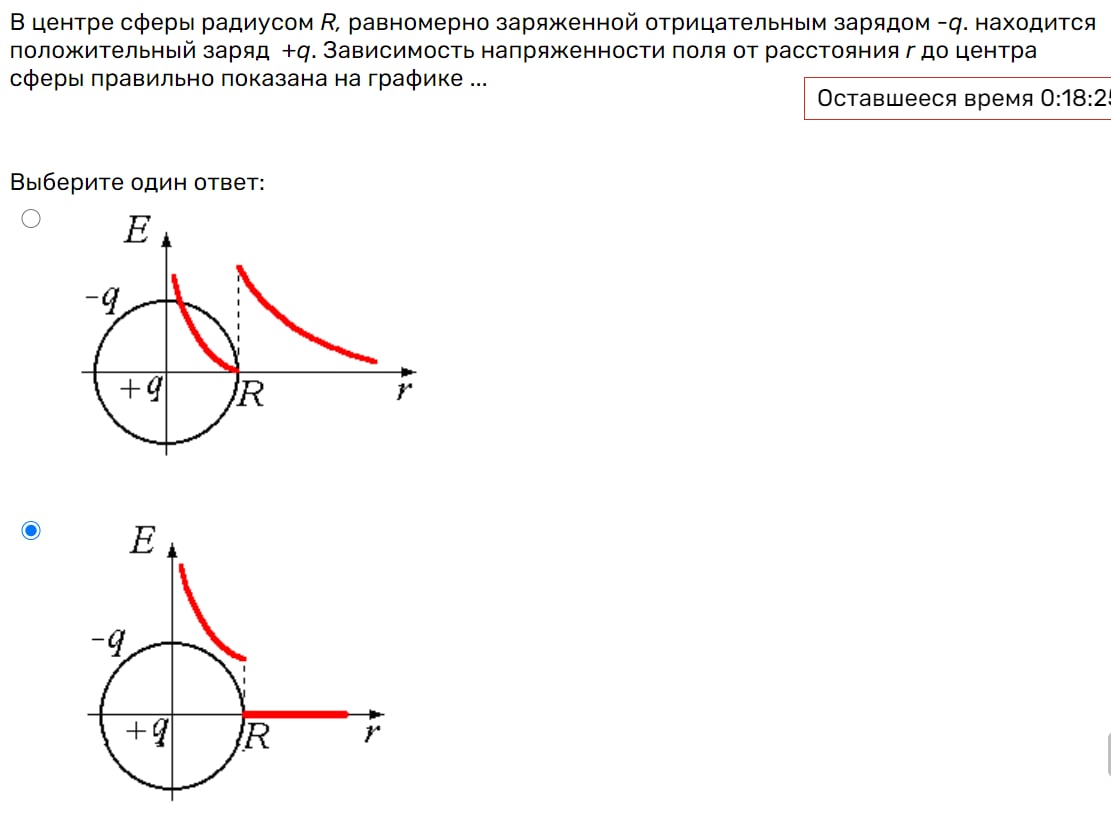 В центре сферы радиусом R, равномерно заряженной отрицательным зарядом -q. находится
положительный заряд +q. Зависимость напряженности поля от расстояния r до центра
сферы правильно показана на графике ...
Оставшееся время 0:18:25
Выберите один ответ:
E
-q
+q
R
r
E
-q
+q
R
r